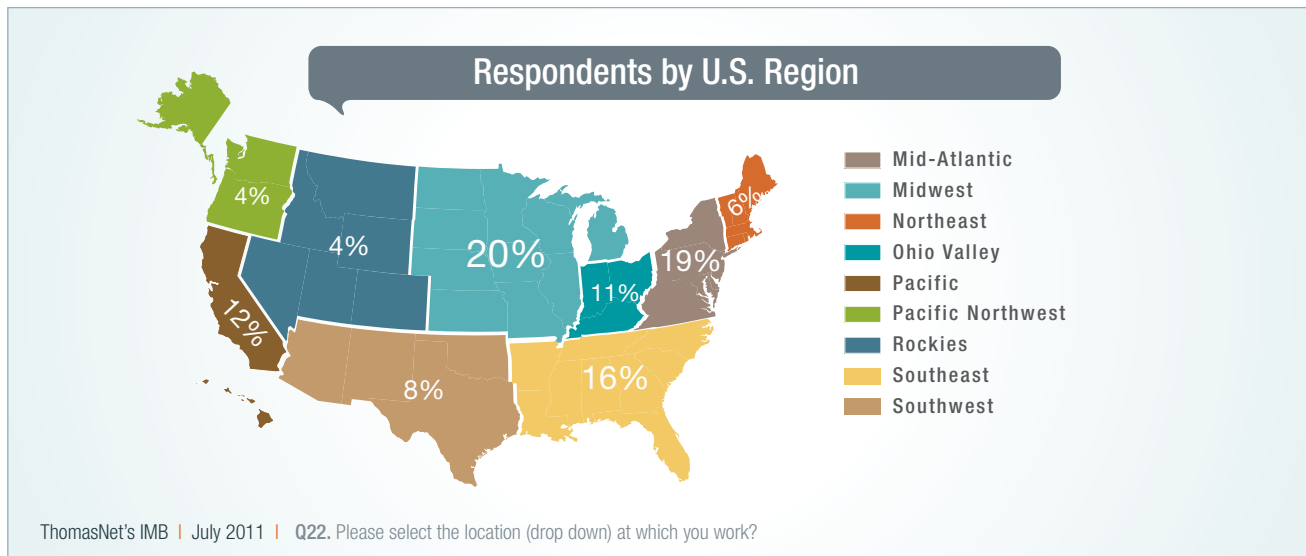 Respondents by U.S. Region
4%
4%
20%
19%
6%
11%
12%
8%
16%
Mid-Atlantic
Midwest
Northeast
Ohio Valley
Pacific
Pacific Northwest
Rockies
Southeast
Southwest
ThomasNet's IMB | July 2011 | Q22. Please select the location (drop down) at which you work?